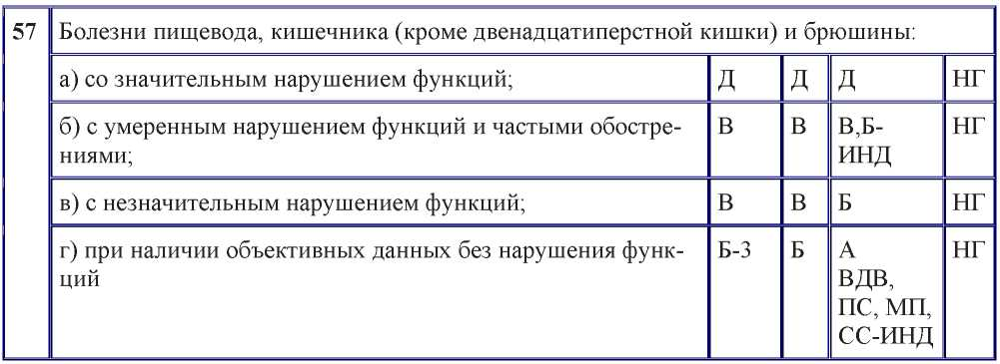 57 Болезни пищевода, кишечника (кроме двенадцатиперстной кишки) и брюшины:
а) со значительным нарушением функций; Д Д Д НГ
б) с умеренным нарушением функций и частыми обостре- В В В,Б- НГ
ниями; ИНД
в) с незначительным нарушением функций; В В Б НГ
г) при наличии объективных данных без нарушения функ- Б-3 Б А НГ
ций ВДВ,
ПС, МП,
СС-ИНД